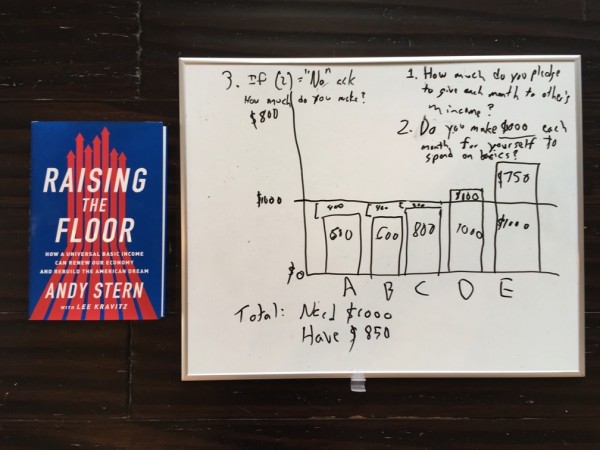 RAISING
THE
FLOOR
HOW A UNIVERSAL BASIC INCOME
CAN RENEW OUR ECONOMY
AND REBUILD THE AMERICAN DREAM
ANDY STERN
WITH LEE KRAVITZ
3. If (2) = "No" ask
How much do you make?
$800
1. How much do you pledge
to give each month to other's
income?
2. Do you make $1000 each
month for yourself to
spend on basics?
$1000
$0
400
600
400
600
200
800
$100
1000
$750
$1000
A B C D E
Total: Need $1000
Have $850